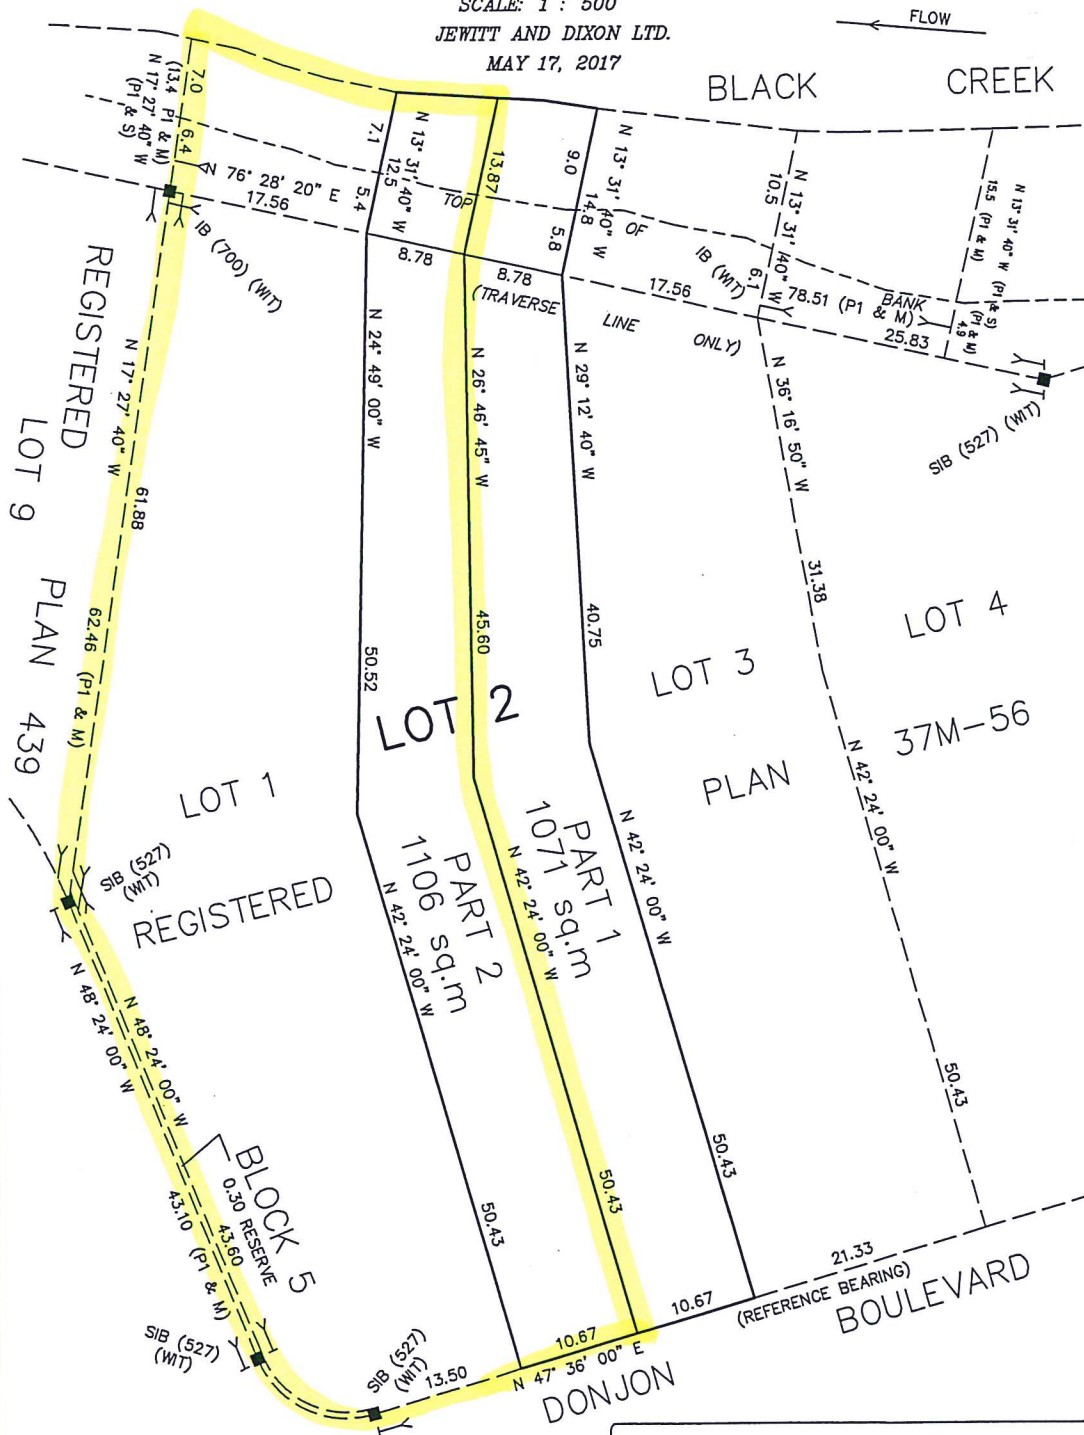 SCALE: 1 : 500
JEWITT AND DIXON LTD.
MAY 17, 2017
FLOW
BLACK CREEK
7.0
6.4
(13.4 P1 & M)
N 17° 27' 40" W
(P1 & S)
N 76° 28' 20" E
17.56
IB (700) (WIT)
7.1
5.4
12.5
N 13° 31' 40" W
13.87
TOP OF BANK
9.0
5.8
14.8
N 13° 31' 40" W
N 13° 31' 40" W
10.5
6.1
IB (WIT)
N 13° 31' 40" W (P1 & S)
15.5 (P1 & M)
4.9 (P1 & M)
8.78
8.78
17.56
78.51 (P1 & M)
25.83
(TRAVERSE LINE ONLY)
SIB (527) (WIT)
REGISTERED
LOT 9 PLAN 439
N 17° 27' 40" W
61.88
62.46 (P1 & M)
N 24° 49' 00" W
50.52
N 26° 46' 45" W
45.60
N 29° 12' 40" W
40.75
N 36° 16' 50" W
31.38
LOT 4
LOT 3
LOT 2
LOT 1
37M-56
PLAN
REGISTERED
SIB (527)
(WIT)
PART 1
1071 sq.m
PART 2
1106 sq.m
N 42° 24' 00" W
N 42° 24' 00" W
N 42° 24' 00" W
N 42° 24' 00" W
50.43
50.43
50.43
50.43
N 48° 24' 00" W
N 48° 24' 00" W
BLOCK 5
0.30 RESERVE
43.60
43.10 (P1 & M)
SIB (527)
(WIT)
SIB (527)
(WIT)
13.50
10.67
10.67
21.33
N 47° 36' 00" E
(REFERENCE BEARING)
DONJON BOULEVARD